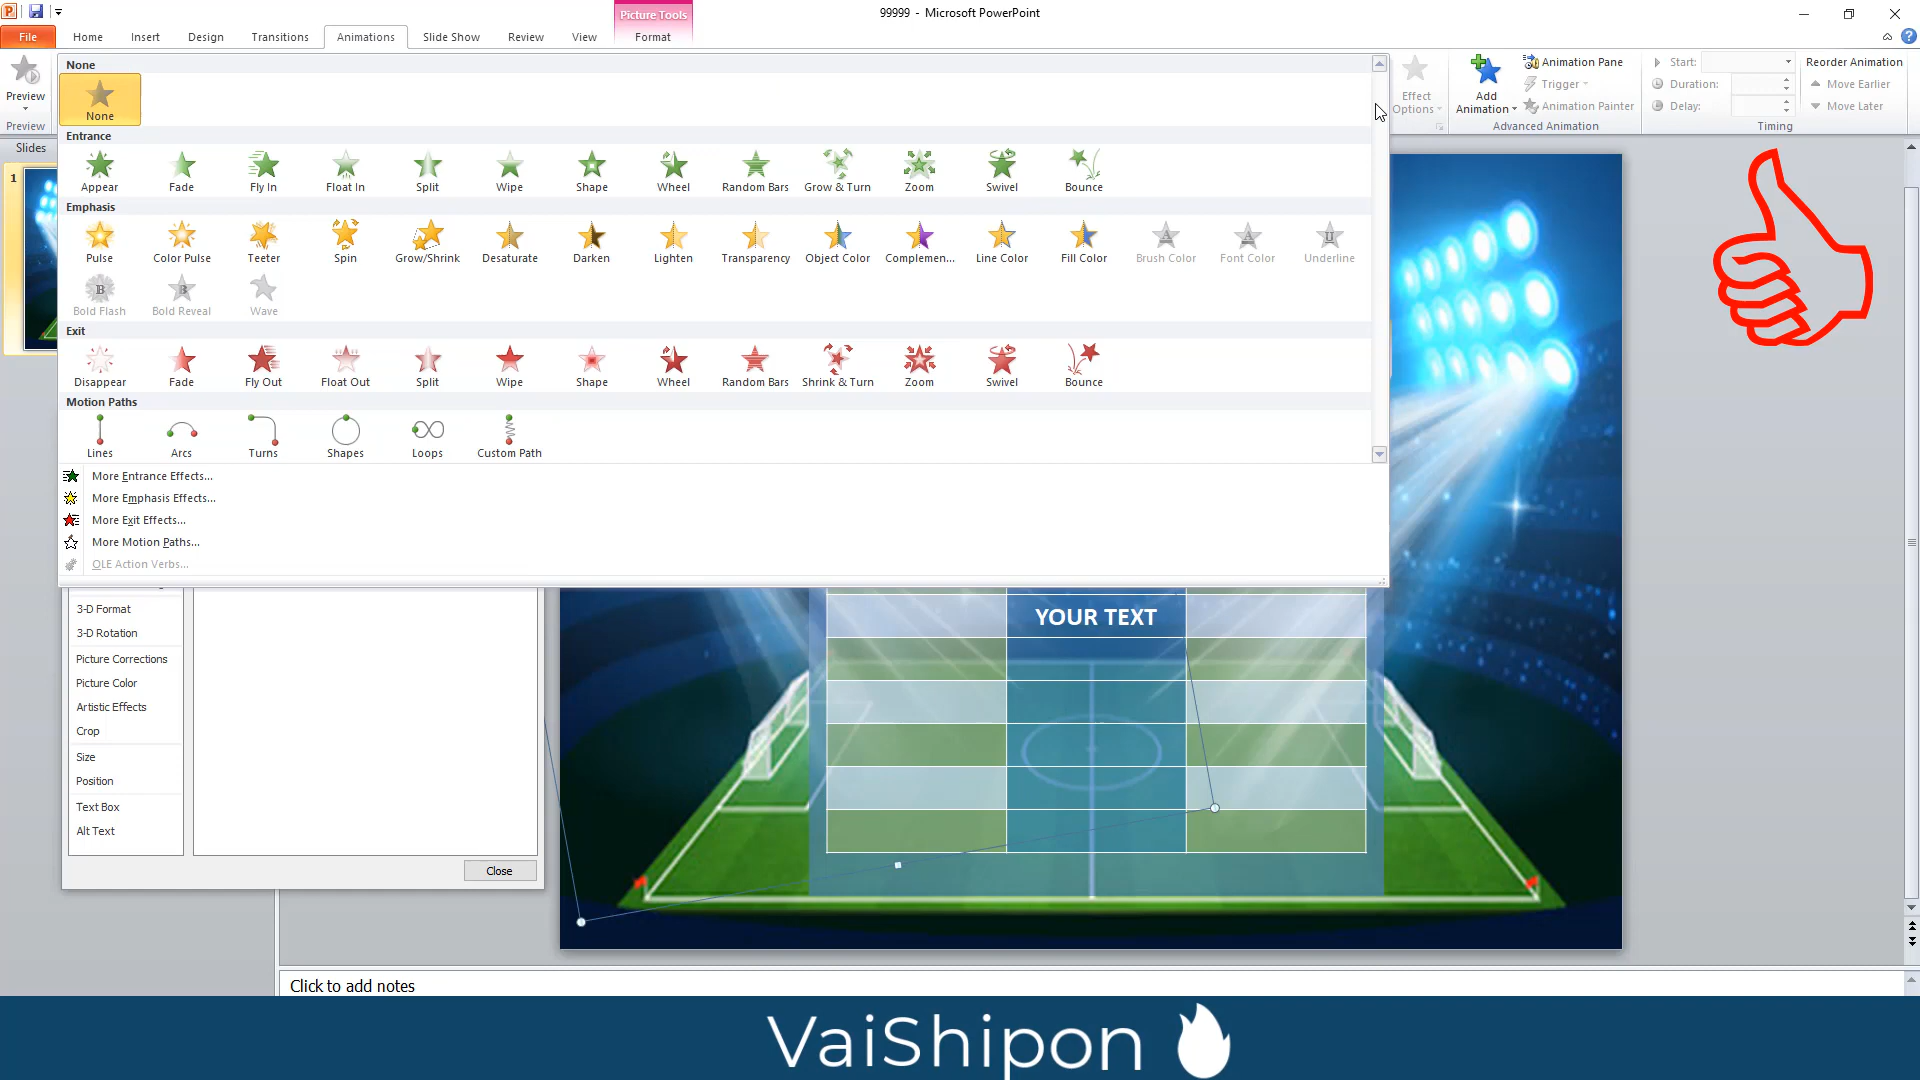 99999 - Microsoft PowerPoint
Picture Tools
File Home Insert Design Transitions Animations Slide Show Review View Format
Preview
Preview
None
None
Entrance
Appear Fade Fly In Float In Split Wipe Shape Wheel Random Bars Grow & Turn Zoom Swivel Bounce
Emphasis
Pulse Color Pulse Teeter Spin Grow/Shrink Desaturate Darken Lighten Transparency Object Color Complemen... Line Color Fill Color Brush Color Font Color Underline
Bold Flash Bold Reveal Wave
Exit
Disappear Fade Fly Out Float Out Split Wipe Shape Wheel Random Bars Shrink & Turn Zoom Swivel Bounce
Motion Paths
Lines Arcs Turns Shapes Loops Custom Path
More Entrance Effects...
More Emphasis Effects...
More Exit Effects...
More Motion Paths...
OLE Action Verbs...
Effect Options
Add Animation
Animation Pane
Trigger
Animation Painter
Advanced Animation
Start:
Duration:
Delay:
Reorder Animation
Move Earlier
Move Later
Timing
Slides
1
3-D Format
3-D Rotation
Picture Corrections
Picture Color
Artistic Effects
Crop
Size
Position
Text Box
Alt Text
Close
YOUR TEXT
Click to add notes
VaiShipon